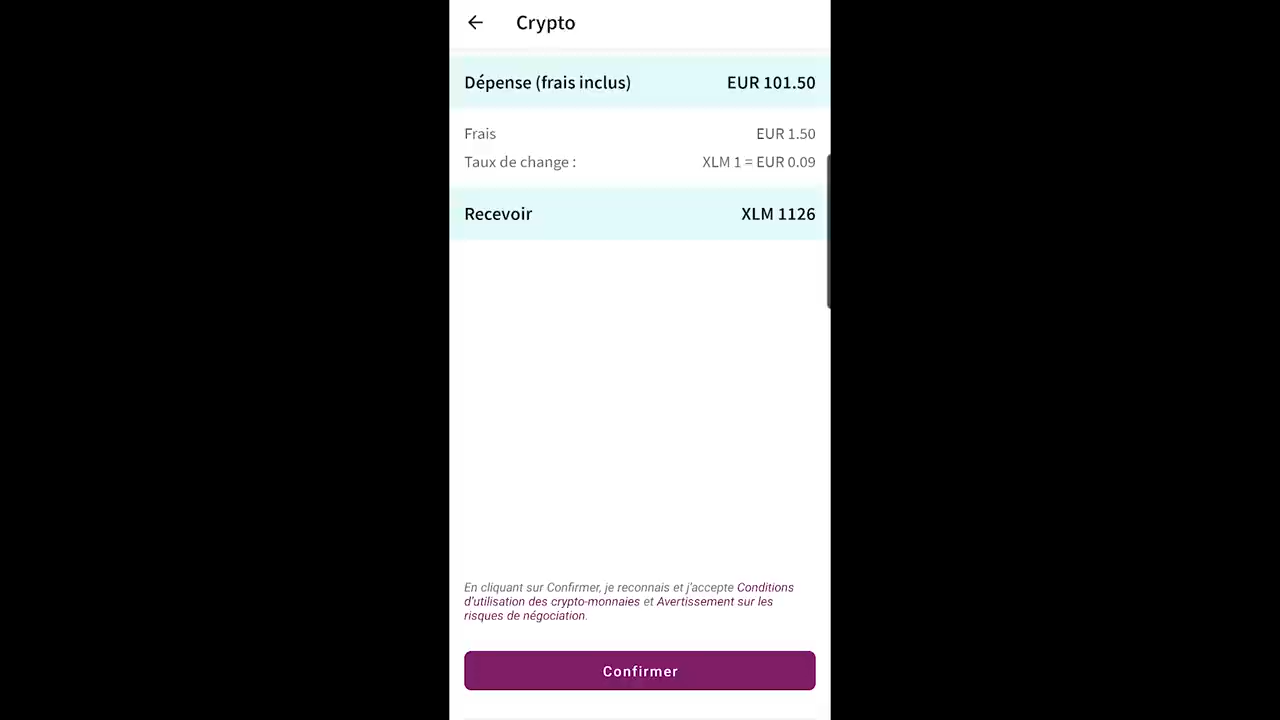 Crypto
Dépense (frais inclus) EUR 101.50
Frais EUR 1.50
Taux de change : XLM 1 = EUR 0.09
Recevoir XLM 1126
En cliquant sur Confirmer, je reconnais et j'accepte Conditions
d'utilisation des crypto-monnaies et Avertissement sur les
risques de négociation.
Confirmer